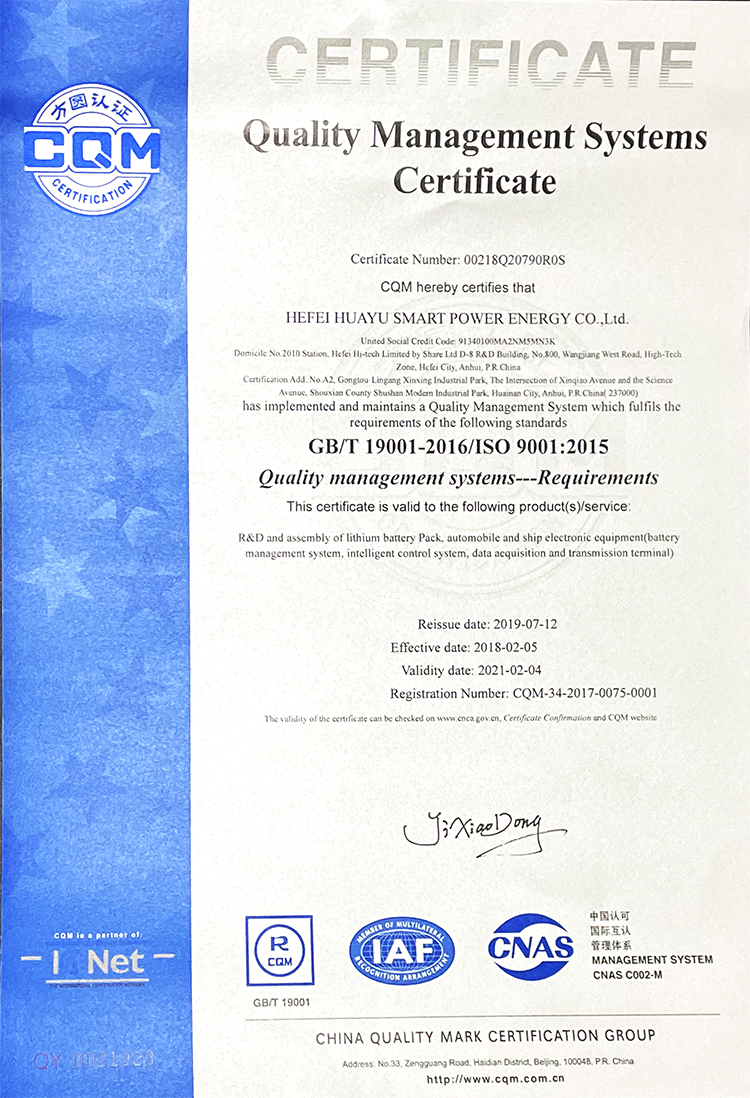 CERTIFICATE
方圆认证
CQM
CERTIFICATION
Quality Management Systems
Certificate
Certificate Number: 00218Q20790R0S
CQM hereby certifies that
HEFEI HUAYU SMART POWER ENERGY CO.,Ltd.
United Social Credit Code: 91340100MA2NM5MN3K
Domicile No.2010 Station, Hefei Hi-tech Limited by Share Ltd D-8 R&D Building, No.800, Wangjiang West Road, High-Tech
Zone, Hefei City, Anhui, P.R.China
Certification Add. No.A2, Gongtou Lingang Xinxing Industrial Park, The Intersection of Xinqiao Avenue and the Science
Avenue, Shouxian County Shushan Modern Industrial Park, Huainan City, Anhui, P.R.China( 237000)
has implemented and maintains a Quality Management System which fulfils the
requirements of the following standards
GB/T 19001-2016/ISO 9001:2015
Quality management systems---Requirements
This certificate is valid to the following product(s)/service:
R&D and assembly of lithium battery Pack, automobile and ship electronic equipment(battery
management system, intelligent control system, data acquisition and transmission terminal)
Reissue date: 2019-07-12
Effective date: 2018-02-05
Validity date: 2021-02-04
Registration Number: CQM-34-2017-0075-0001
The validity of the certificate can be checked on www.cnca.gov.cn, Certificate Confirmation and CQM website
Yi XiaoDong
CQM is a partner of:
Net
THE INTERNATIONAL CERTIFICATION NETWORK
R
CQM
GB/T 19001
MEMBER OF MULTILATERAL
IAF
RECOGNITION ARRANGEMENT
CNAS
中国认可
国际互认
管理体系
MANAGEMENT SYSTEM
CNAS C002-M
CHINA QUALITY MARK CERTIFICATION GROUP
Address: No.33, Zengguang Road, Haidian District, Beijing, 100048, P.R. China
http://www.cqm.com.cn